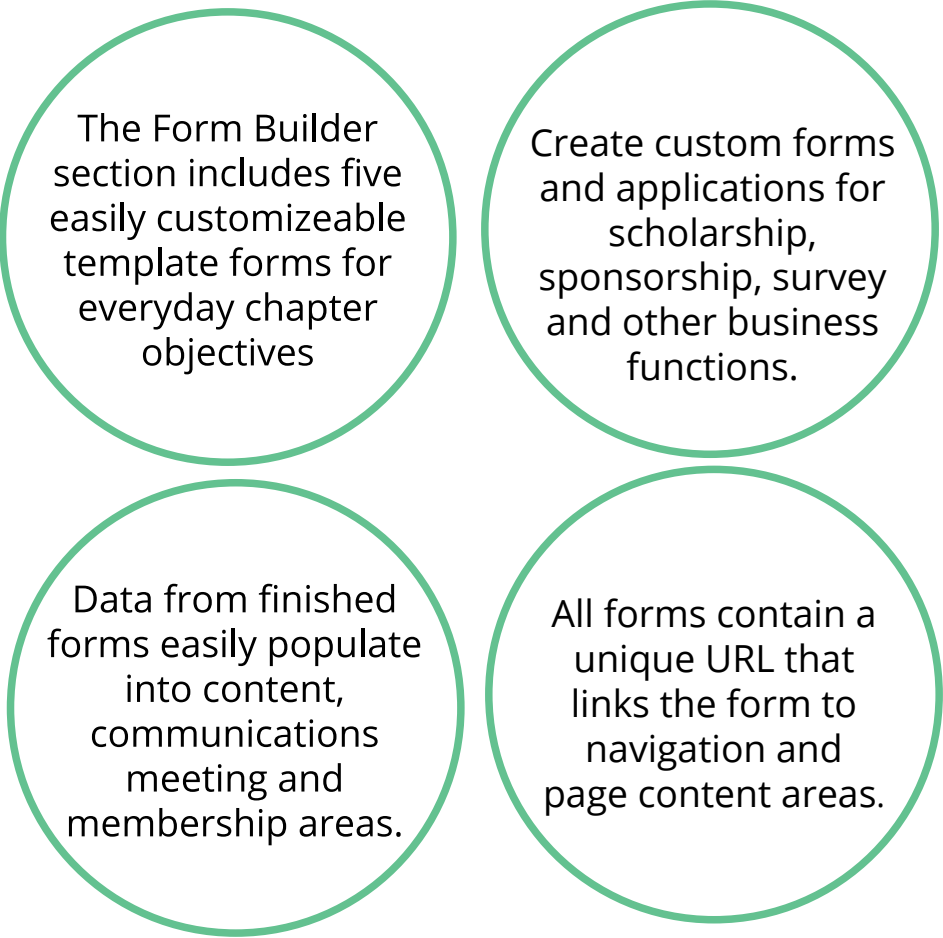 The Form Builder
section includes five
easily customizeable
template forms for
everyday chapter
objectives
Create custom forms
and applications for
scholarship,
sponsorship, survey
and other business
functions.
Data from finished
forms easily populate
into content,
communications
meeting and
membership areas.
All forms contain a
unique URL that
links the form to
navigation and
page content areas.